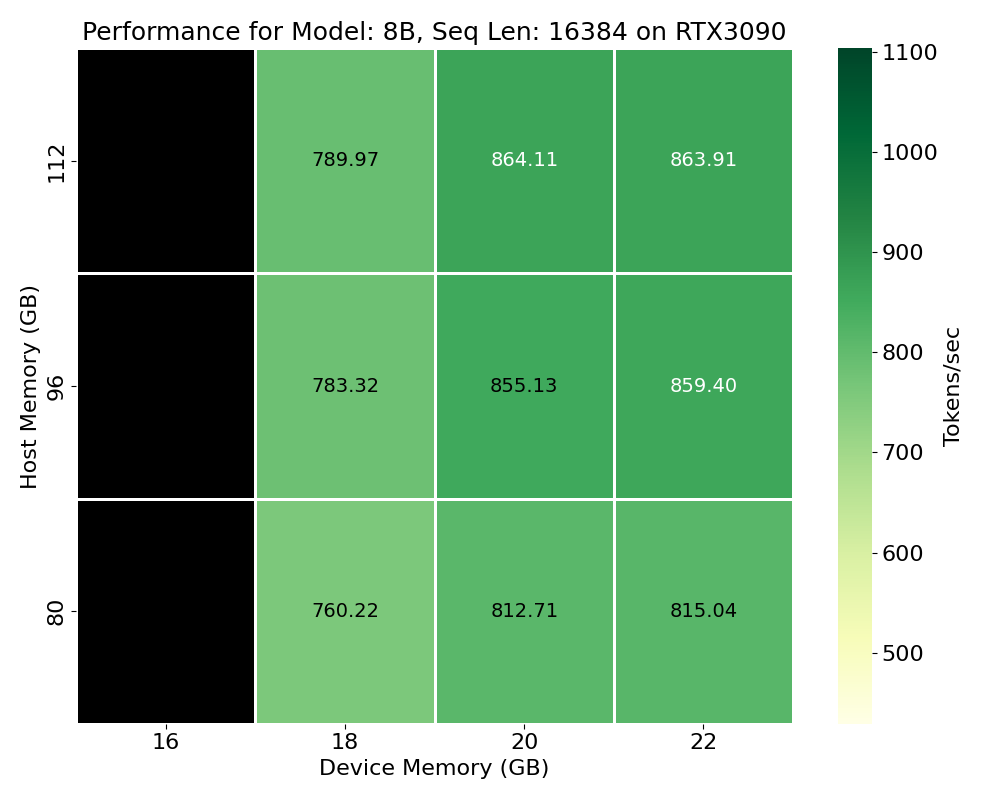 Performance for Model: 8B, Seq Len: 16384 on RTX3090
112
789.97 864.11 863.91
96
783.32 855.13 859.40
80
760.22 812.71 815.04
16 18 20 22
Device Memory (GB)
Host Memory (GB)
1100
1000
900
800
700
600
500
Tokens/sec